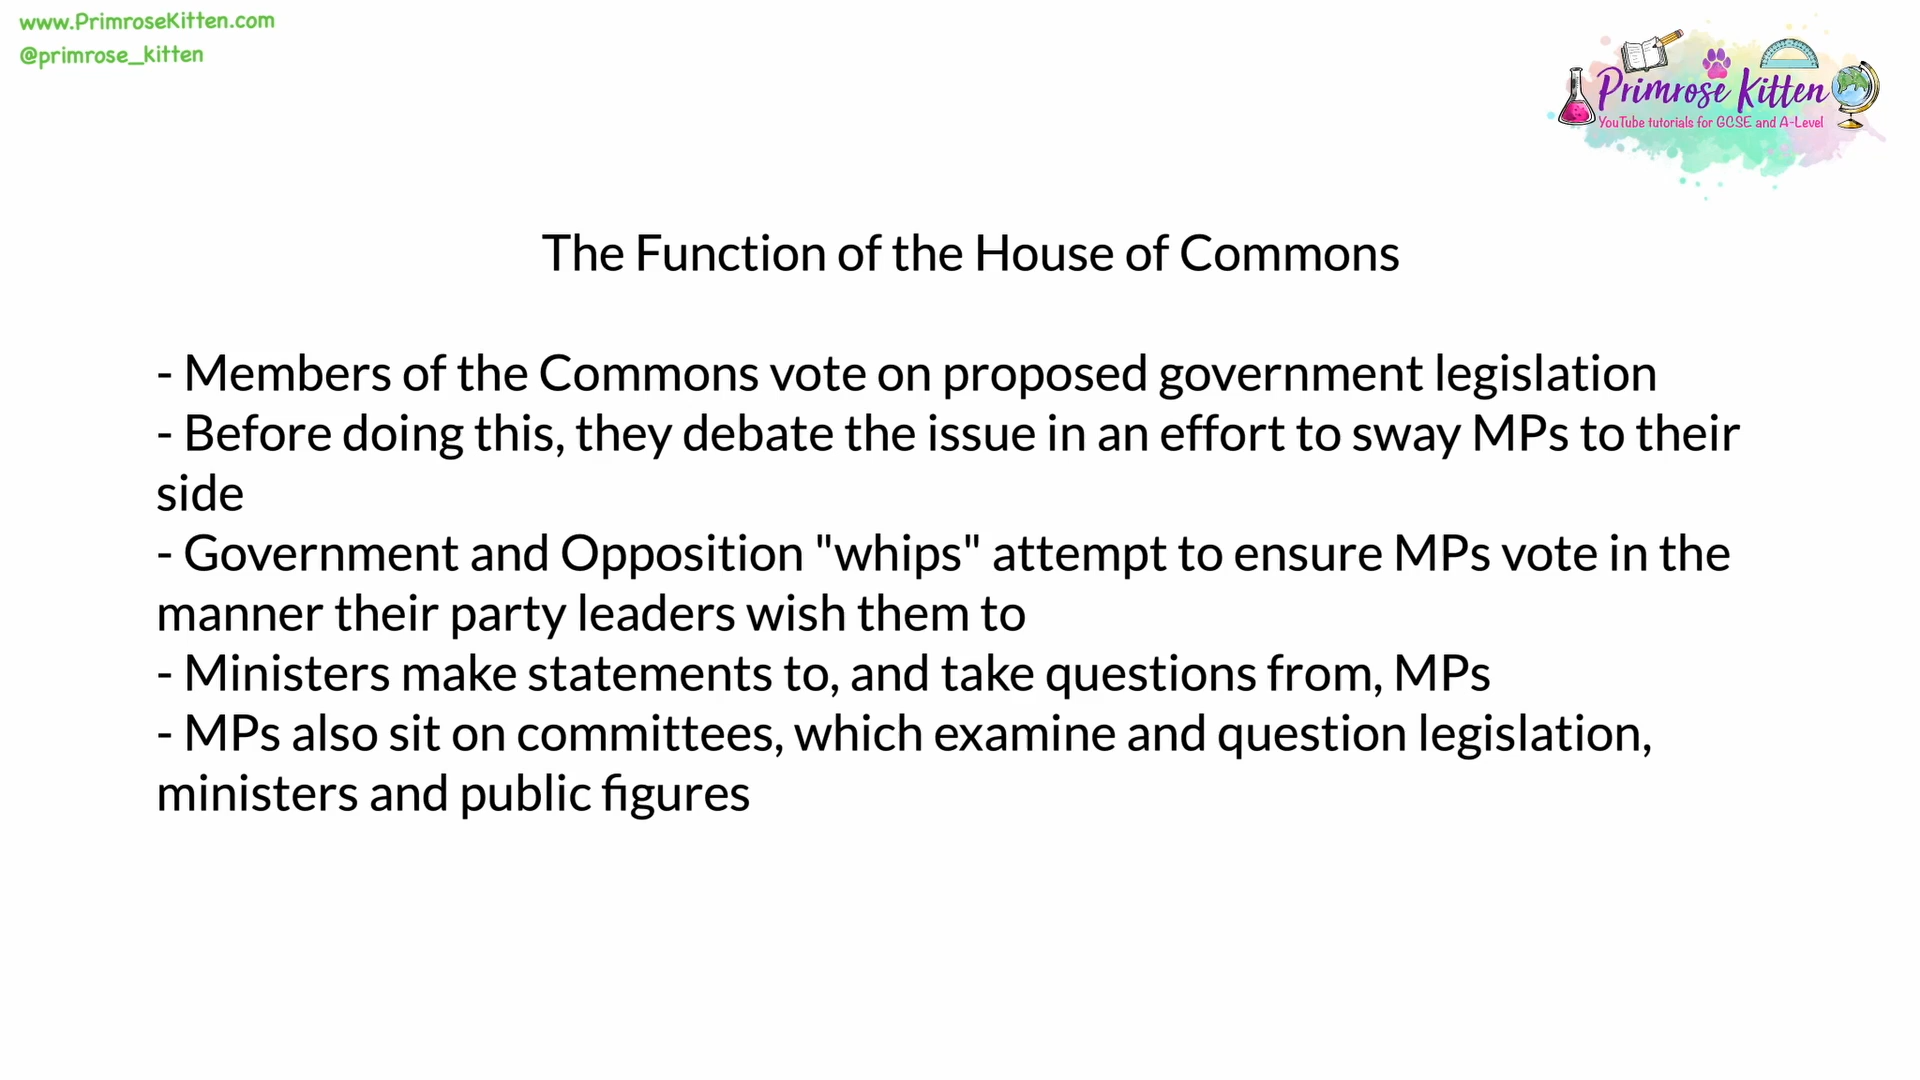 www.PrimroseKitten.com
@primrose_kitten
Primrose Kitten
YouTube tutorials for GCSE and A-Level
The Function of the House of Commons
- Members of the Commons vote on proposed government legislation
- Before doing this, they debate the issue in an effort to sway MPs to their
side
- Government and Opposition "whips" attempt to ensure MPs vote in the
manner their party leaders wish them to
- Ministers make statements to, and take questions from, MPs
- MPs also sit on committees, which examine and question legislation,
ministers and public figures